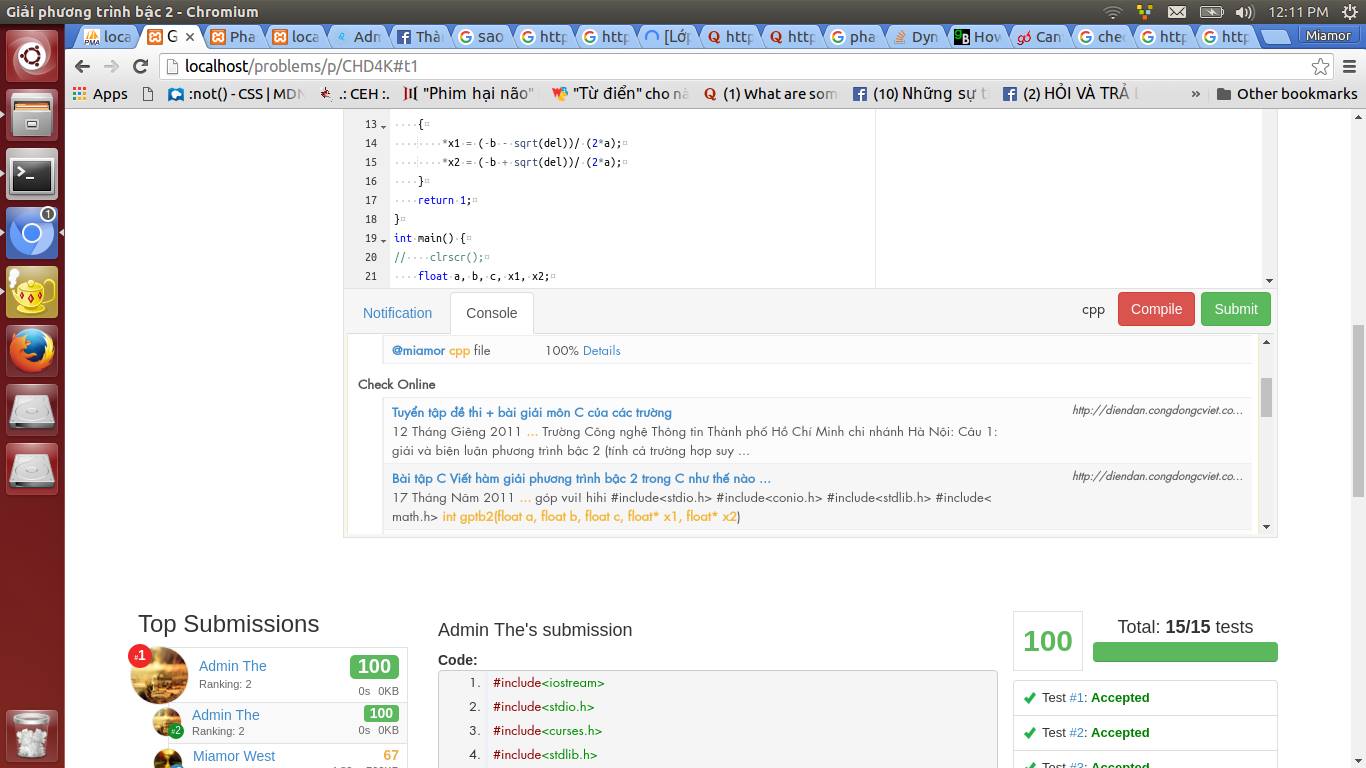 Giải phương trình bậc 2 - Chromium
12:11 PM
loca
G
Pha
loca
Adm
Thà
sao
http
http
[Lớp
http
http
pha
Dyn
How
Can
chec
http
http
Miamor
localhost/problems/p/CHD4K#t1
Apps
:not() - CSS | MDN
.: CEH :.
"Phim hại não"
"Từ điển" cho nà
(1) What are som
(10) Những sự t
(2) HỎI VÀ TRẢ L
»
Other bookmarks
13 {
14 *x1 = (-b - sqrt(del))/ (2*a);
15 *x2 = (-b + sqrt(del))/ (2*a);
16 }
17 return 1;
18 }
19 int main() {
20 // clrscr();
21 float a, b, c, x1, x2;
Notification
Console
cpp
Compile
Submit
@miamor cpp file 100% Details
Check Online
Tuyển tập đề thi + bài giải môn C của các trường
http://diendan.congdongcviet.co...
12 Tháng Giêng 2011 ... Trường Công nghệ Thông tin Thành phố Hồ Chí Minh chi nhánh Hà Nội: Câu 1:
giải và biện luận phương trình bậc 2 (tính cả trường hợp suy ...
Bài tập C Viết hàm giải phương trình bậc 2 trong C như thế nào ...
http://diendan.congdongcviet.co...
17 Tháng Năm 2011 ... góp vui! hihi #include<stdio.h> #include<conio.h> #include<stdlib.h> #include<
math.h> int gptb2(float a, float b, float c, float* x1, float* x2)
Top Submissions
#1
Admin The
100
Ranking: 2
0s 0KB
Admin The
100
#2
Ranking: 2
0s 0KB
Miamor West
67
Admin The's submission
Code:
1. #include<iostream>
2. #include<stdio.h>
3. #include<curses.h>
4. #include<stdlib.h>
100
Total: 15/15 tests
Test #1: Accepted
Test #2: Accepted
Test #3: Accepted